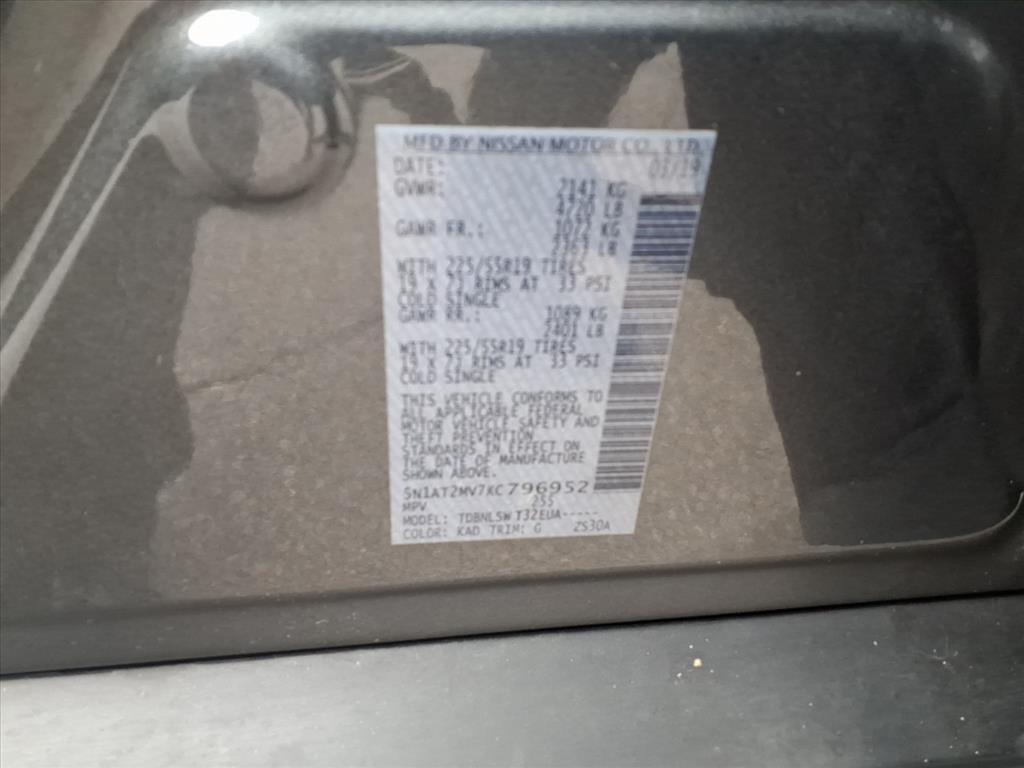 MFD BY NISSAN MOTOR CO., LTD.
DATE: 03/19
GVWR: 2141 KG
4720 LB
GAWR FR.: 1072 KG
2363 LB
WITH 225/55R19 TIRES
19 X 7J RIMS AT 33 PSI
COLD SINGLE
GAWR RR.: 1089 KG
2401 LB
WITH 225/55R19 TIRES
19 X 7J RIMS AT 33 PSI
COLD SINGLE
THIS VEHICLE CONFORMS TO
ALL APPLICABLE FEDERAL
MOTOR VEHICLE SAFETY AND
THEFT PREVENTION
STANDARDS IN EFFECT ON
THE DATE OF MANUFACTURE
SHOWN ABOVE.
5N1AT2MV7KC796952
MPV 255
MODEL: TDBNLSW T32EUA-----
COLOR: KAD TRIM: G ZS30A